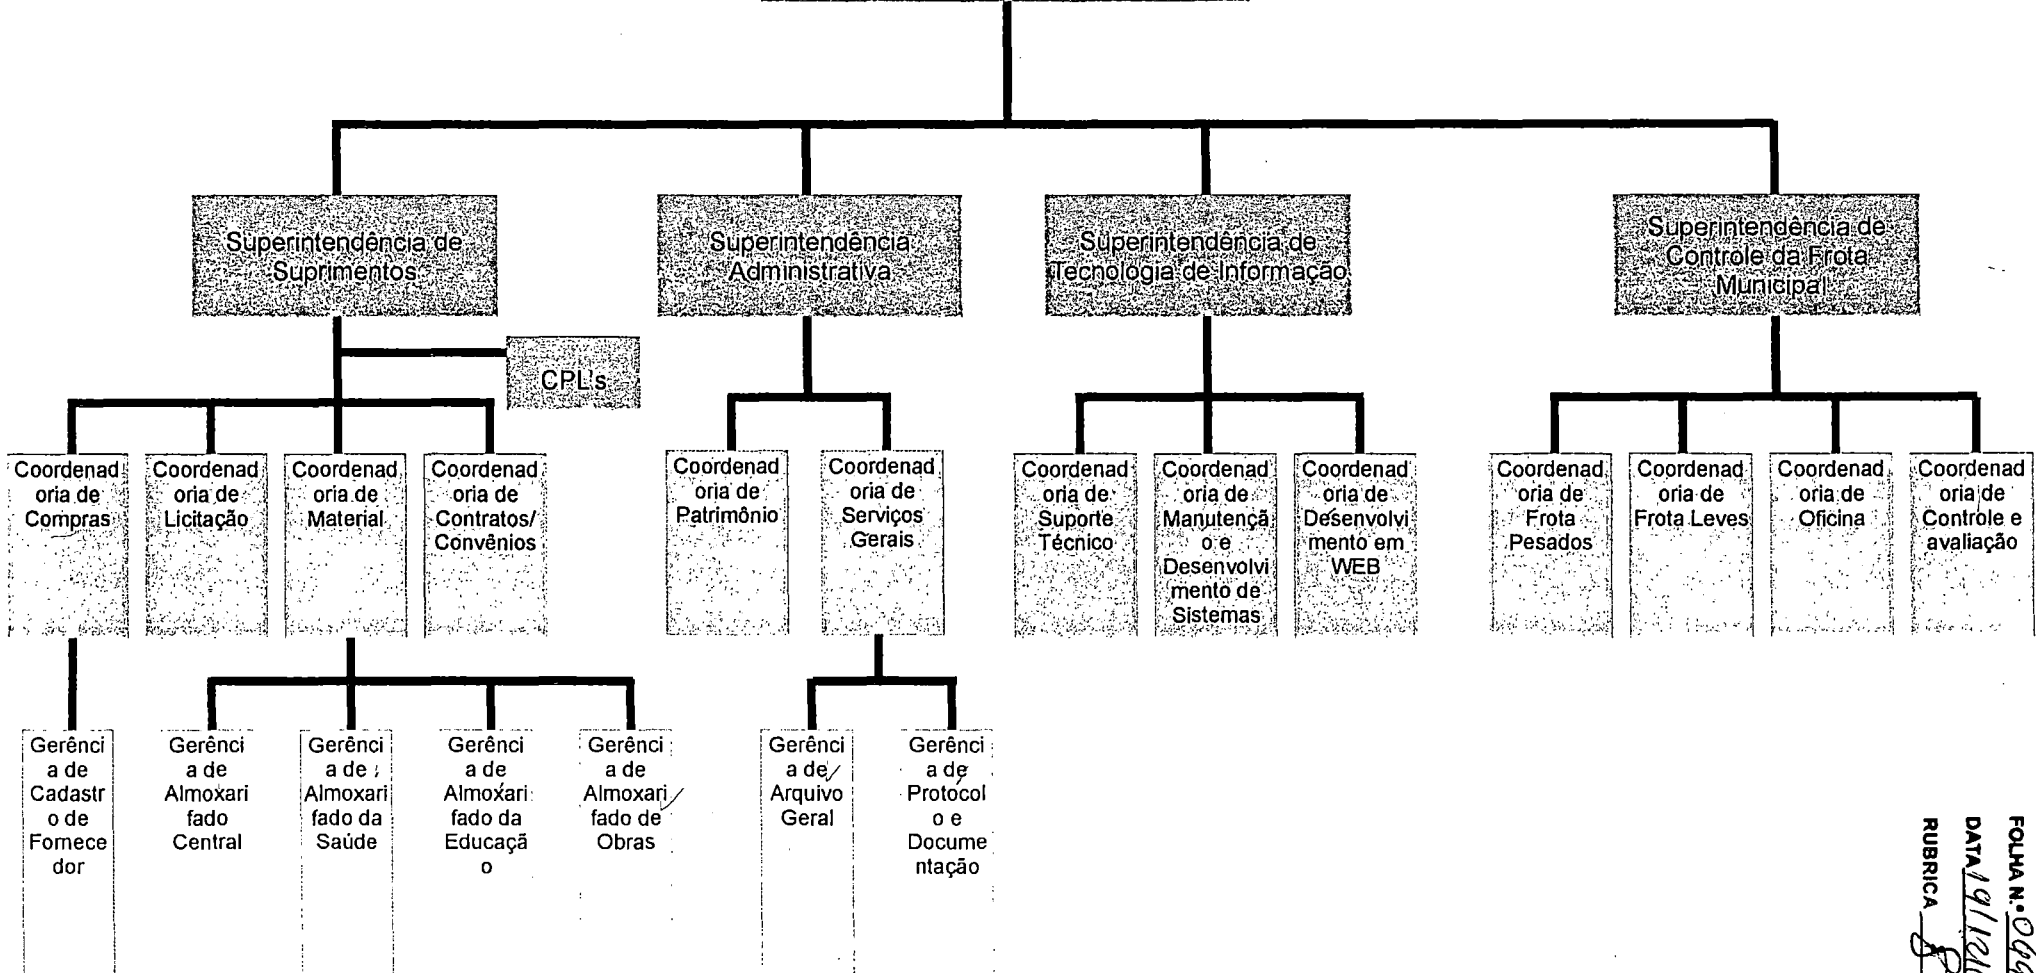 Superintendência de
Suprimentos
Superintendência
Administrativa
Superintendência de
Tecnologia de Informação
Superintendência de
Controle da Frota
Municipal
CPL's
Coordenad
oria de
Compras
Coordenad
oria de
Licitação
Coordenad
oria de
Material
Coordenad
oria de
Contratos/
Convênios
Coordenad
oria de
Patrimônio
Coordenad
oria de
Serviços
Gerais
Coordenad
oria de
Suporte
Técnico
Coordenad
oria de
Manutençã
o e
Desenvolvi
mento de
Sistemas
Coordenad
oria de
Desenvolvi
mento em
WEB
Coordenad
oria de
Frota
Pesados
Coordenad
oria de
Frota Leves
Coordenad
oria de
Oficina
Coordenad
oria de
Controle e
avaliação
Gerênci
a de
Cadastr
o de
Fornece
dor
Gerênci
a de
Almoxari
fado
Central
Gerênci
a de
Almoxari
fado da
Saúde
Gerênci
a de
Almoxari
fado da
Educaçã
o
Gerênci
a de
Almoxari
fado de
Obras
Gerênci
a de
Arquivo
Geral
Gerênci
a de
Protocol
o e
Docume
ntação
FOLHA N.º
DATA
RUBRICA